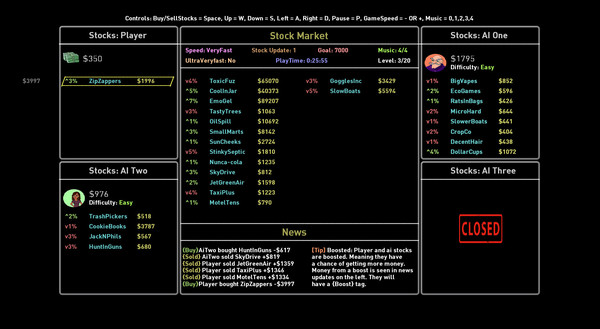 Controls: Buy/SellStocks = Space, Up = W, Down = S, Left = A, Right = D, Pause = P, GameSpeed = - OR +, Music = 0,1,2,3,4
Stocks: Player
$350
$3997
^3% ZipZappers $1996
Stock Market
Speed: VeryFast Stock Update: 1 Goal: 7000 Music: 4/4
UltraVeryfast: No PlayTime: 0:25:55 Level: 3/20
v4% ToxicFuz $65070
^5% CoolInJar $40373
^7% EmoGel $89207
v3% TastyTrees $1063
^1% OilSpill $10692
^3% SmallMarts $8142
^1% SunCheeks $2724
v5% StinkySeptic $1810
^1% Nunca-cola $1235
^3% SkyDrive $812
^2% JetGreenAir $1598
v4% TaxiPlus $1223
^1% MotelTens $790
v3% GogglesInc $3429
v5% SlowBoats $5594
Stocks: AI One
$1795
Difficulty: Easy
v1% BigVapes $852
^2% EcoGames $596
^1% RatsInBags $426
v2% MicroHard $644
v1% SlowerBoats $641
v2% CropCo $404
v1% DecentHair $438
^4% DollarCups $1072
Stocks: AI Two
$976
Difficulty: Easy
^2% TrashPickers $518
v1% CookieBooks $3787
v3% JackNPhils $567
v3% HuntInGuns $680
News
(Buy)AiTwo bought HuntInGuns -$617
(Sold) AiTwo sold SkyDrive +$819
(Sold) Player sold JetGreenAir +$1359
(Sold) Player sold TaxiPlus +$1346
(Sold) Player sold MotelTens +$1334
(Buy)Player bought ZipZappers -$3997
[Tip] Boosted: Player and ai stocks
are boosted. Meaning they have
a chance of getting more money.
Money from a boost is seen in news
updates on the left. They will
have a (Boost) tag.
Stocks: AI Three
CLOSED